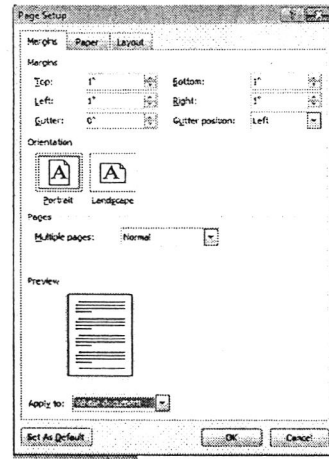 Page Setup
Margins Paper Layout
Margins
Top: 1" Bottom: 1"
Left: 1" Right: 1"
Gutter: 0" Gutter position: Left
Orientation
A A
Portrait Landscape
Pages
Multiple pages: Normal
Preview
Apply to:
Set As Default OK Cancel